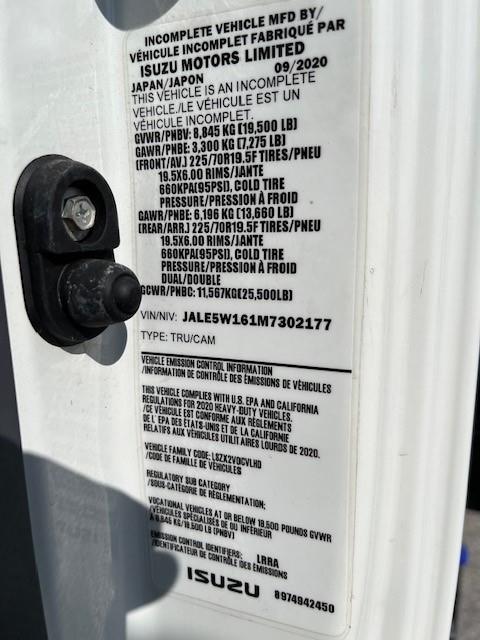 INCOMPLETE VEHICLE MFD BY/
VÉHICULE INCOMPLET FABRIQUÉ PAR
ISUZU MOTORS LIMITED
JAPAN/JAPON 09/2020
THIS VEHICLE IS AN INCOMPLETE
VEHICLE./LE VÉHICULE EST UN
VÉHICULE INCOMPLET.
GVWR/PNBV: 8,845 KG [19,500 LB]
GAWR/PNBE: 3,300 KG [7,275 LB]
[FRONT/AV.] 225/70R19.5F TIRES/PNEU
19.5X6.00 RIMS/JANTE
660KPA(95PSI), COLD TIRE
PRESSURE/PRESSION À FROID
GAWR/PNBE: 6,196 KG [13,660 LB]
[REAR/ARR.] 225/70R19.5F TIRES/PNEU
19.5X6.00 RIMS/JANTE
660KPA(95PSI), COLD TIRE
PRESSURE/PRESSION À FROID
DUAL/DOUBLE
GCWR/PNBC: 11,567KG[25,500LB]
VIN/NIV: JALE5W161M7302177
TYPE: TRU/CAM
VEHICLE EMISSION CONTROL INFORMATION
/INFORMATION DE CONTRÔLE DES ÉMISSIONS DE VÉHICULES
THIS VEHICLE COMPLIES WITH U.S. EPA AND CALIFORNIA
REGULATIONS FOR 2020 HEAVY-DUTY VEHICLES.
/CE VÉHICULE EST CONFORME AUX RÈGLEMENTS
DE L' EPA DES ÉTATS-UNIS ET DE LA CALIFORNIE
RELATIFS AUX VÉHICULES UTILITAIRES LOURDS DE 2020.
VEHICLE FAMILY CODE: LSZX2VOCVLHD
/CODE DE FAMILLE DE VÉHICULES
REGULATORY SUB CATEGORY
/SOUS-CATÉGORIE DE RÉGLEMENTATION:
VOCATIONAL VEHICLES AT OR BELOW 19,500 POUNDS GVWR
/VÉHICULES SPÉCIALISÉS DE OU INFÉRIEUR
À 8,845 KG/19,500 LB (PNBV)
EMISSION CONTROL IDENTIFIERS: LRRA
/IDENTIFICATEUR DE CONTRÔLE DES ÉMISSIONS
ISUZU 8974942450